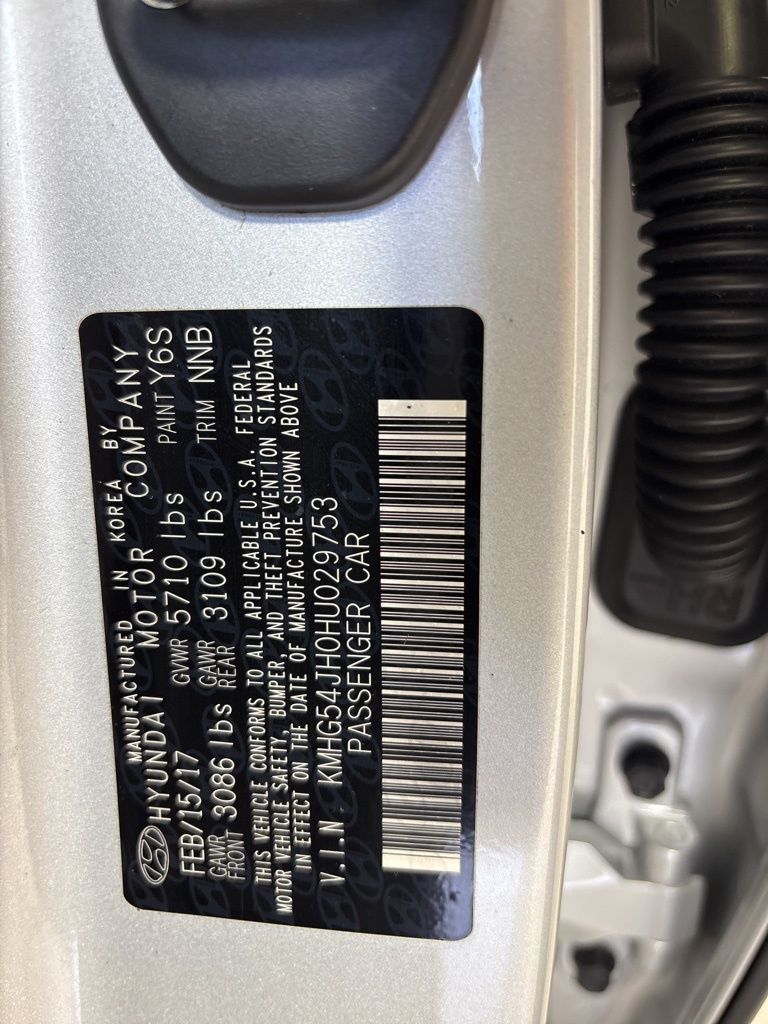 MANUFACTURED IN KOREA BY
HYUNDAI MOTOR COMPANY
FEB/15/17 GVWR 5710 lbs PAINT Y6S
GAWR FRONT 3086 lbs GAWR REAR 3109 lbs TRIM NNB
THIS VEHICLE CONFORMS TO ALL APPLICABLE U.S.A. FEDERAL
MOTOR VEHICLE SAFETY, BUMPER, AND THEFT PREVENTION STANDARDS
IN EFFECT ON THE DATE OF MANUFACTURE SHOWN ABOVE
V.I.N : KMHG54JH0HU029753
PASSENGER CAR